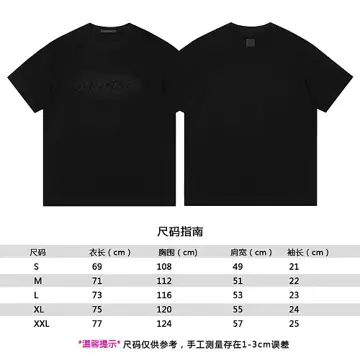 尺码指南
尺码 衣长（cm） 胸围(cm) 肩宽(cm) 袖长(cm)
S 69 108 49 21
M 71 112 51 22
L 73 116 53 23
XL 75 120 55 24
XXL 77 124 57 25
*温馨提示* 尺码仅供参考，手工测量存在1-3cm误差